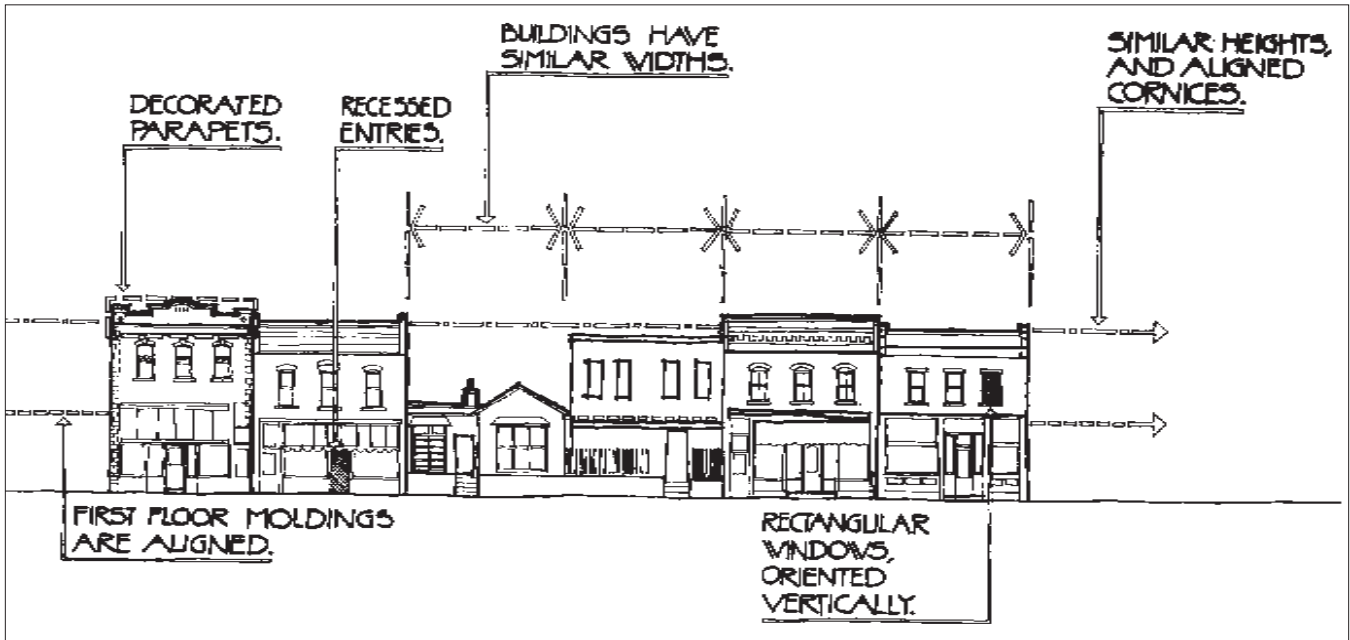 BUILDINGS HAVE
SIMILAR WIDTHS.
SIMILAR HEIGHTS,
AND ALIGNED
CORNICES.
DECORATED
PARAPETS.
RECESSED
ENTRIES.
FIRST FLOOR MOLDINGS
ARE ALIGNED.
RECTANGULAR
WINDOWS,
ORIENTED
VERTICALLY.